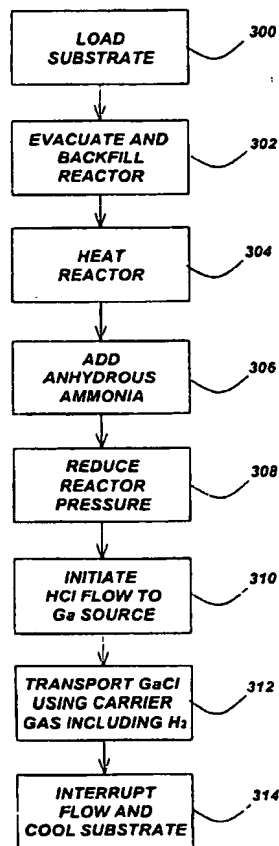 LOAD
SUBSTRATE
300
EVACUATE AND
BACKFILL
REACTOR
302
HEAT
REACTOR
304
ADD
ANHYDROUS
AMMONIA
306
REDUCE
REACTOR
PRESSURE
308
INITIATE
HCl FLOW TO
Ga SOURCE
310
TRANSPORT GaCl
USING CARRIER
GAS INCLUDING H₂
312
INTERRUPT
FLOW AND
COOL SUBSTRATE
314